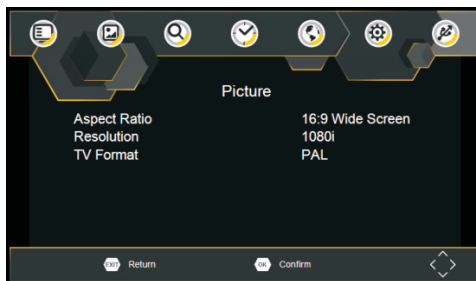 Picture
Aspect Ratio 16:9 Wide Screen
Resolution 1080i
TV Format PAL
EXIT Return OK Confirm